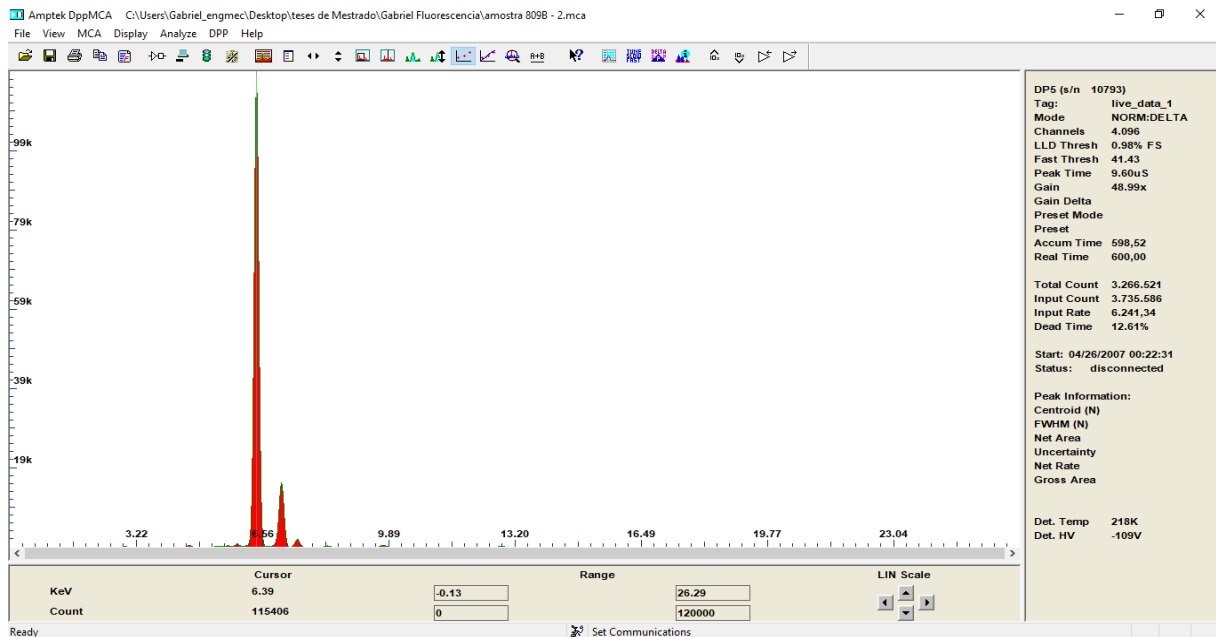 Amptek DppMCA C:\Users\Gabriel_engmec\Desktop\teses de Mestrado\Gabriel Fluorescencia\amostra 809B - 2.mca
File View MCA Display Analyze DPP Help
A+B
TUNE SLOW FAST
DELTA
DP5 (s/n 10793)
Tag: live_data_1
Mode NORM:DELTA
Channels 4.096
LLD Thresh 0.98% FS
Fast Thresh 41.43
Peak Time 9.60uS
Gain 48.99x
Gain Delta
Preset Mode
Preset
Accum Time 598,52
Real Time 600,00
Total Count 3.266.521
Input Count 3.735.586
Input Rate 6.241,34
Dead Time 12.61%
Start: 04/26/2007 00:22:31
Status: disconnected
Peak Information:
Centroid (N)
FWHM (N)
Net Area
Uncertainty
Net Rate
Gross Area
Det. Temp 218K
Det. HV -109V
99k
79k
59k
39k
19k
3.22 6.56 9.89 13.20 16.49 19.77 23.04
Cursor Range LIN Scale
KeV 6.39 -0.13 26.29
Count 115406 0 120000
Ready Set Communications